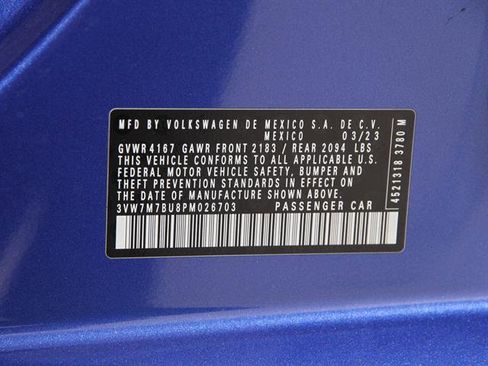 MFD BY VOLKSWAGEN DE MEXICO S.A. DE C.V.
MEXICO 03/23
GVWR 4167 GAWR FRONT 2183 / REAR 2094 LBS
THIS VEHICLE CONFORMS TO ALL APPLICABLE U.S.
FEDERAL MOTOR VEHICLE SAFETY, BUMPER AND
THEFT PREVENTION STANDARDS IN EFFECT ON
THE DATE OF MANUFACTURE SHOWN ABOVE.
3VW7M7BU8PM026703 PASSENGER CAR
4521318 3780 M